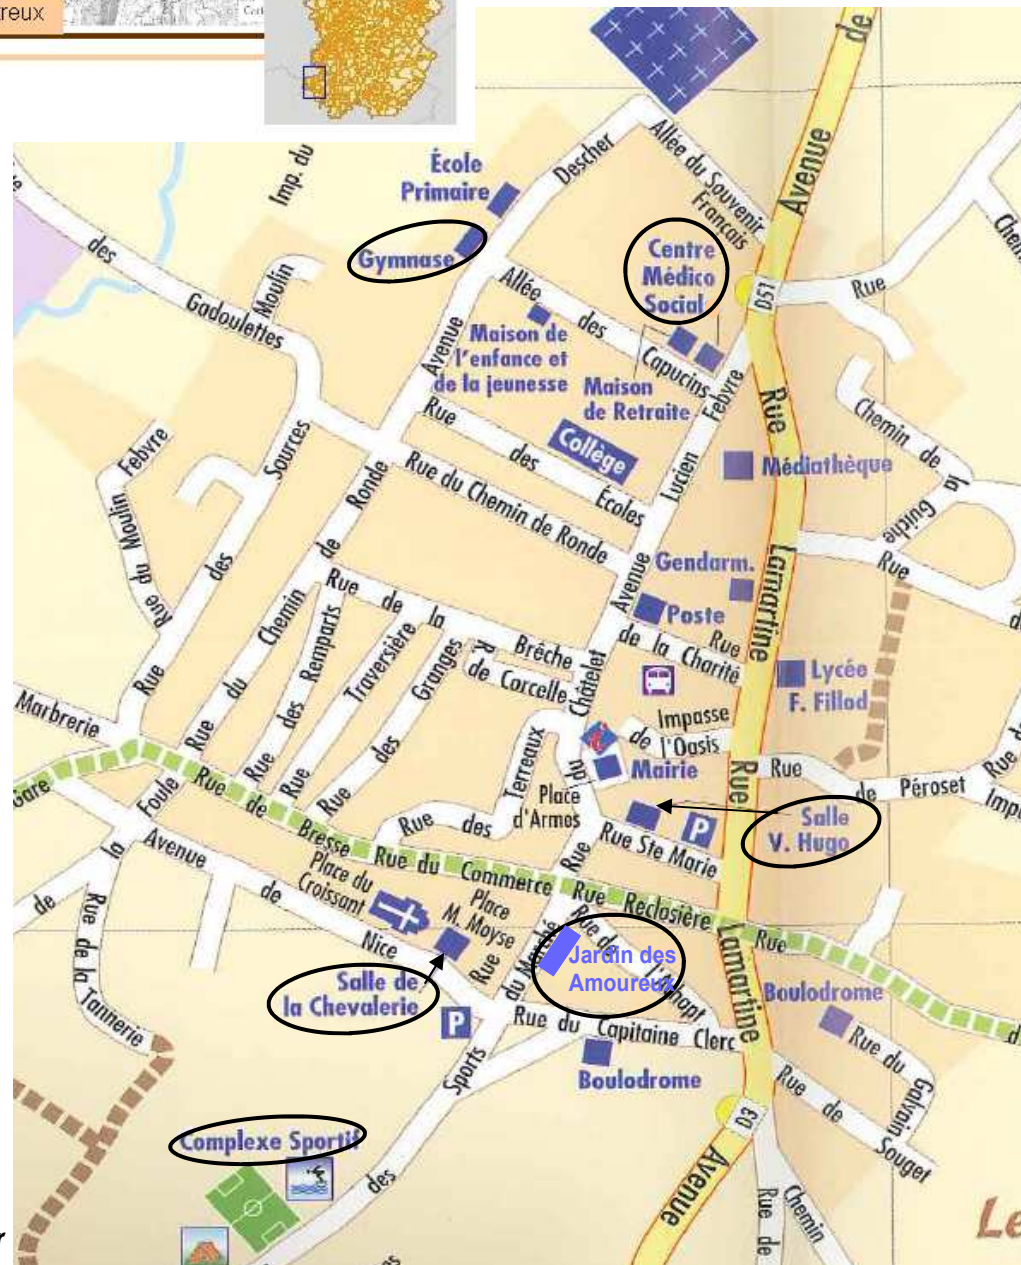 reux
de
Avenue
Descher
Allée du Souvenir
Français
École
Primaire
Gymnase
Imp. du
Moulin
des
Gadoulettes
Centre
Médico
Social
D51
Rue
Allée
des
Capucins
Maison de
l'enfance et
de la jeunesse
Maison
de Retraite
Avenue
Lucien
Febvre
Rue
des
Écoles
Collège
Médiathèque
Rue
Lamartine
Chemin de
la
Guiche
Rue
Rue du Moulin
Febvre
Rue
des
Sources
Rue du Chemin de Ronde
Rue
du
Chemin
de
Ronde
Avenue
Gendarm.
Poste
Rue
de la Charité
Lycée
F. Fillod
Rue
de
la
Brêche
R.
de Corcelle
Rue
des
Remparts
Rue
Traversière
Rue
des
Granges
Impasse
de l'Oasis
Mairie
Rue
du
Châtelet
Place
d'Armes
Rue
des
Terreaux
Rue
Rue
de
Péroset
Rue
Imp
Salle
V. Hugo
P
Rue Ste Marie
Marbrerie
Gare
Rue
de
Bresse
Rue du Commerce
Rue Reclosière
Rue
Foule
la
de
Avenue
de
Nice
Place du
Croissant
Place
M. Moyse
Rue
du Marché
Jardin des
Amoureux
Rue de
Rue de la Tannerie
Salle de
la Chevalerie
P
Rue du Capitaine Clerc
Lamartine
Boulodrome
Boulodrome
Rue du
Galvain
Rue
de
Souget
Sports
des
Complexe Sportif
D3
Avenue
Rue de
Chemin
Le